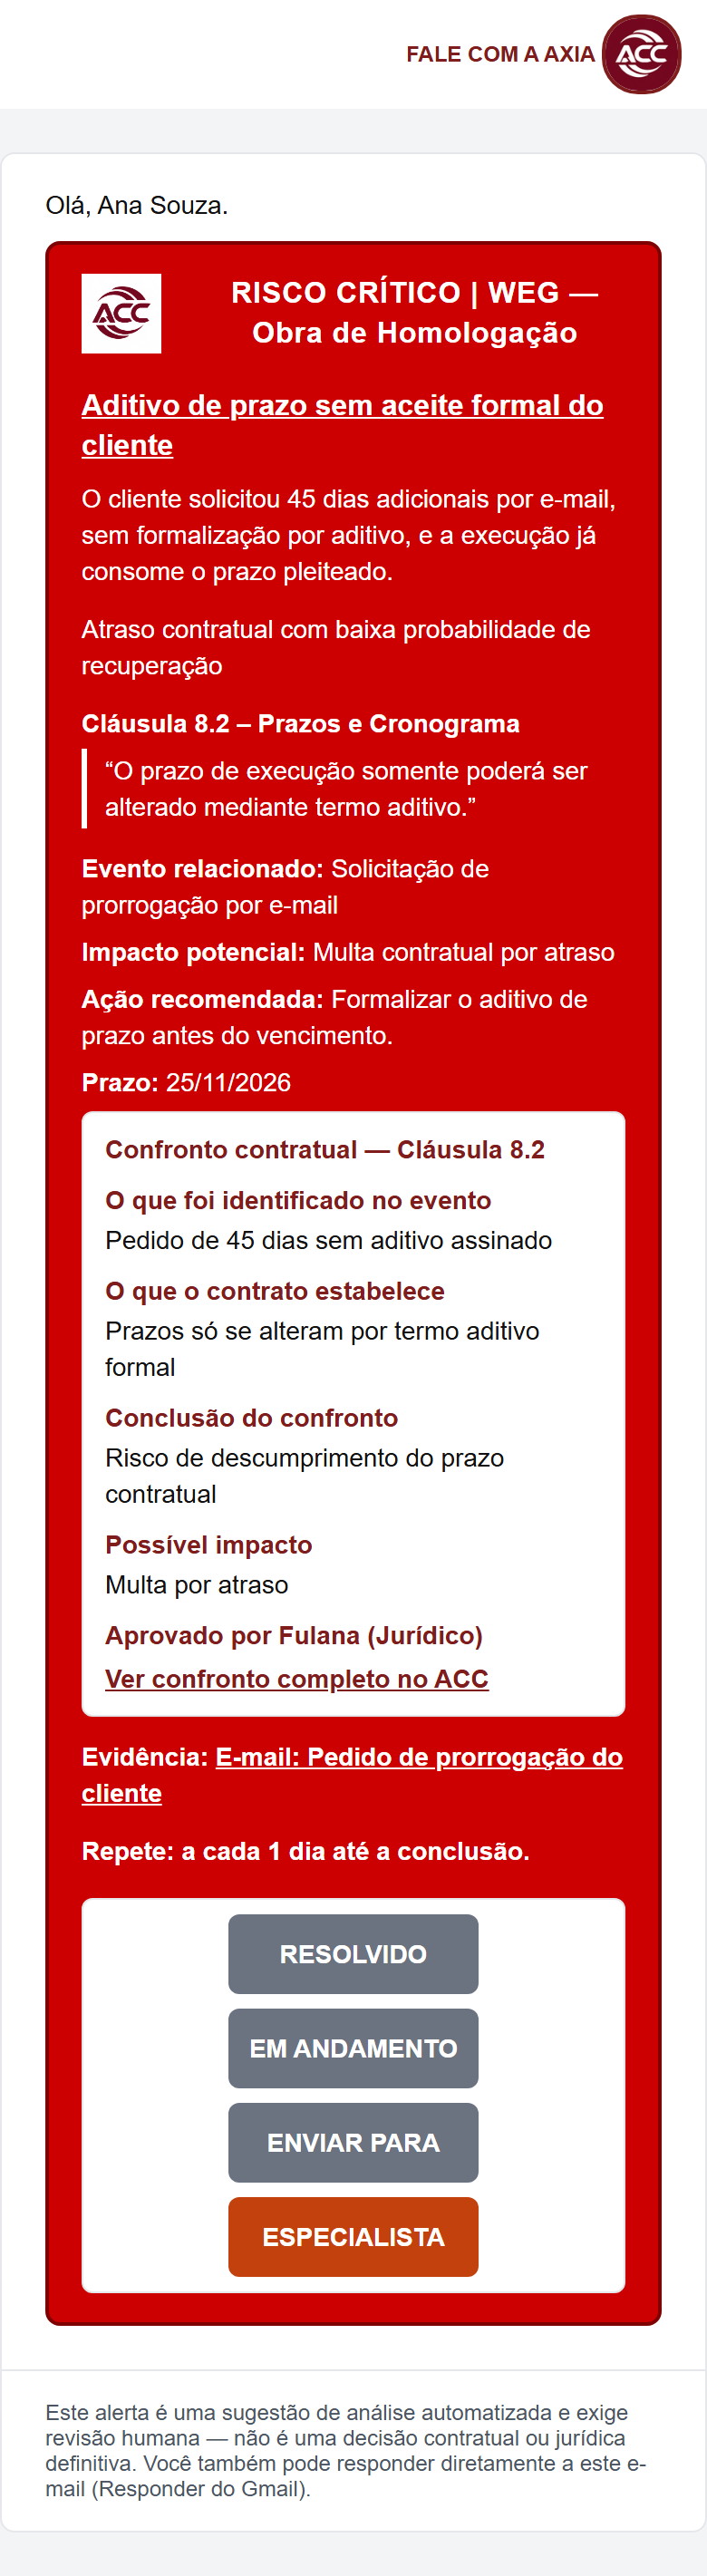 FALE COM A AXIA
ACC
Olá, Ana Souza.
ACC
RISCO CRÍTICO | WEG —
Obra de Homologação
Aditivo de prazo sem aceite formal do
cliente
O cliente solicitou 45 dias adicionais por e-mail,
sem formalização por aditivo, e a execução já
consome o prazo pleiteado.
Atraso contratual com baixa probabilidade de
recuperação
Cláusula 8.2 – Prazos e Cronograma
“O prazo de execução somente poderá ser
alterado mediante termo aditivo.”
Evento relacionado: Solicitação de
prorrogação por e-mail
Impacto potencial: Multa contratual por atraso
Ação recomendada: Formalizar o aditivo de
prazo antes do vencimento.
Prazo: 25/11/2026
Confronto contratual — Cláusula 8.2
O que foi identificado no evento
Pedido de 45 dias sem aditivo assinado
O que o contrato estabelece
Prazos só se alteram por termo aditivo
formal
Conclusão do confronto
Risco de descumprimento do prazo
contratual
Possível impacto
Multa por atraso
Aprovado por Fulana (Jurídico)
Ver confronto completo no ACC
Evidência: E-mail: Pedido de prorrogação do
cliente
Repete: a cada 1 dia até a conclusão.
RESOLVIDO
EM ANDAMENTO
ENVIAR PARA
ESPECIALISTA
Este alerta é uma sugestão de análise automatizada e exige
revisão humana — não é uma decisão contratual ou jurídica
definitiva. Você também pode responder diretamente a este e-
mail (Responder do Gmail).